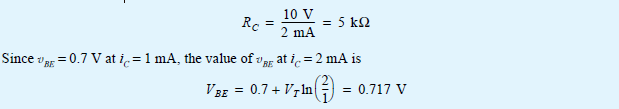 R_C = 10 V / 2 mA = 5 kΩ
Since v_BE = 0.7 V at i_C = 1 mA, the value of v_BE at i_C = 2 mA is
V_BE = 0.7 + V_T ln(2/1) = 0.717 V